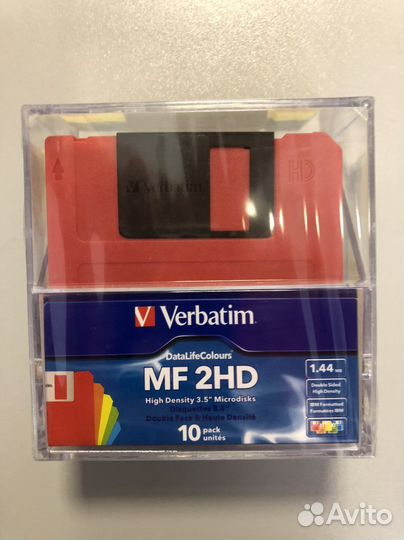 HD
Verbatim
Verbatim
DataLifeColours®
MF 2HD
High Density 3.5" Microdisks
Disquettes 3.5"
Double Face & Haute Densité
10 pack
unités
1.44 MB
Double Sided
High Density
IBM Formatted
Formatées IBM
Avito